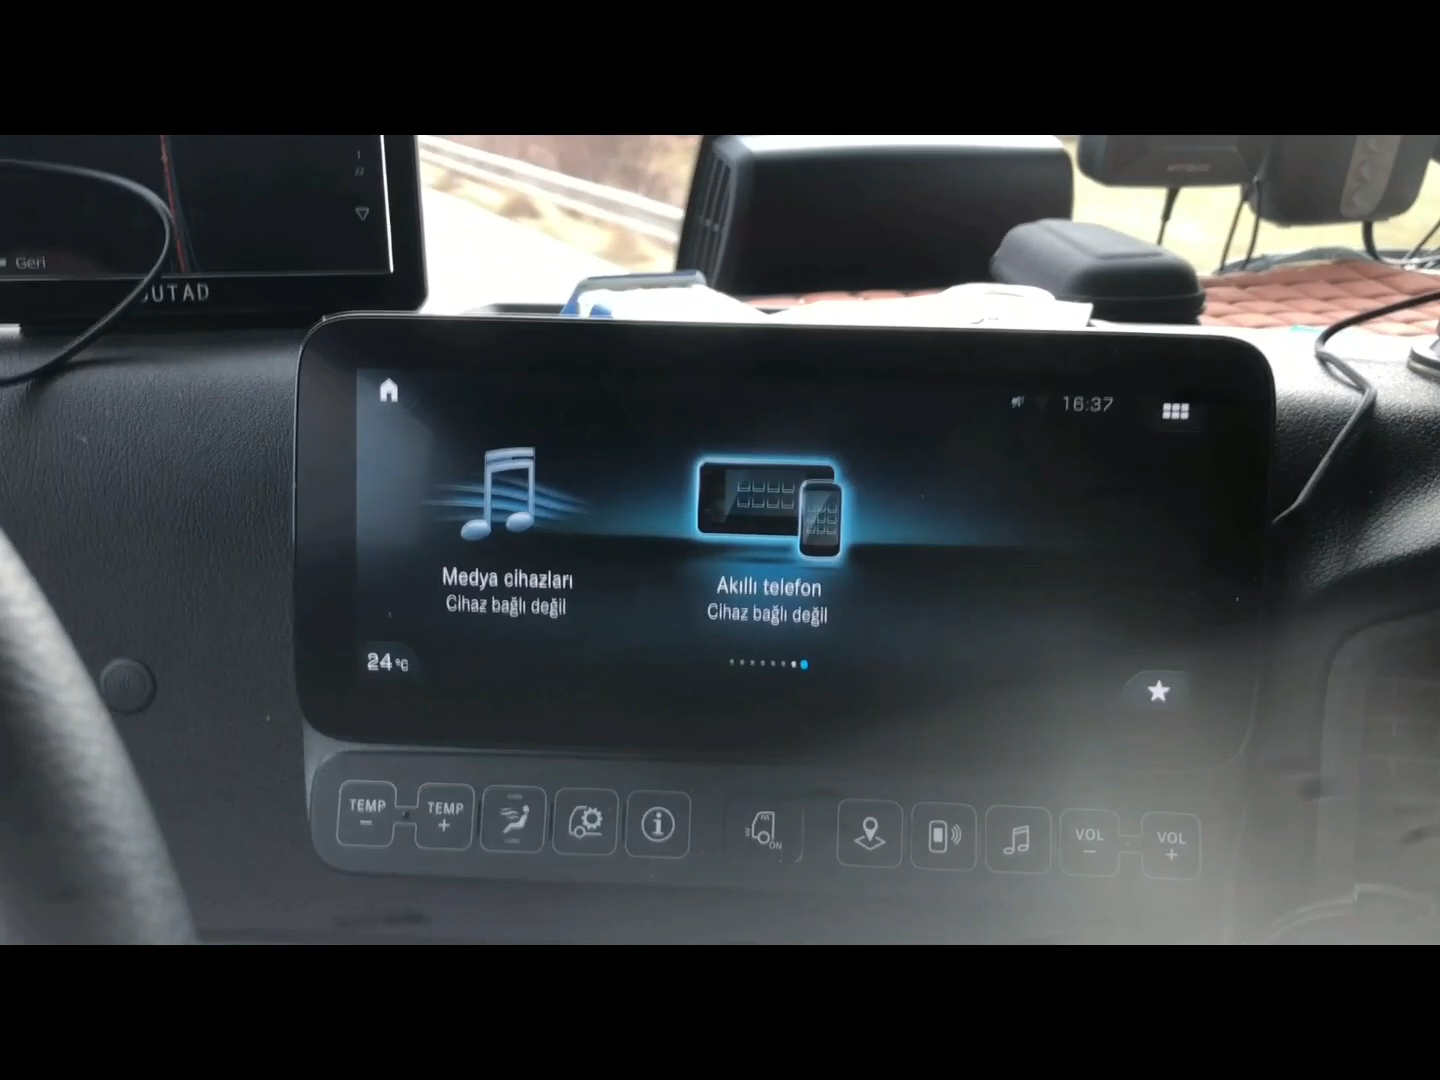 Geri
UTAD
16:37
Medya cihazları
Cihaz bağlı değil
Akıllı telefon
Cihaz bağlı değil
24°C
TEMP
−
TEMP
+
ON
VOL
−
VOL
+